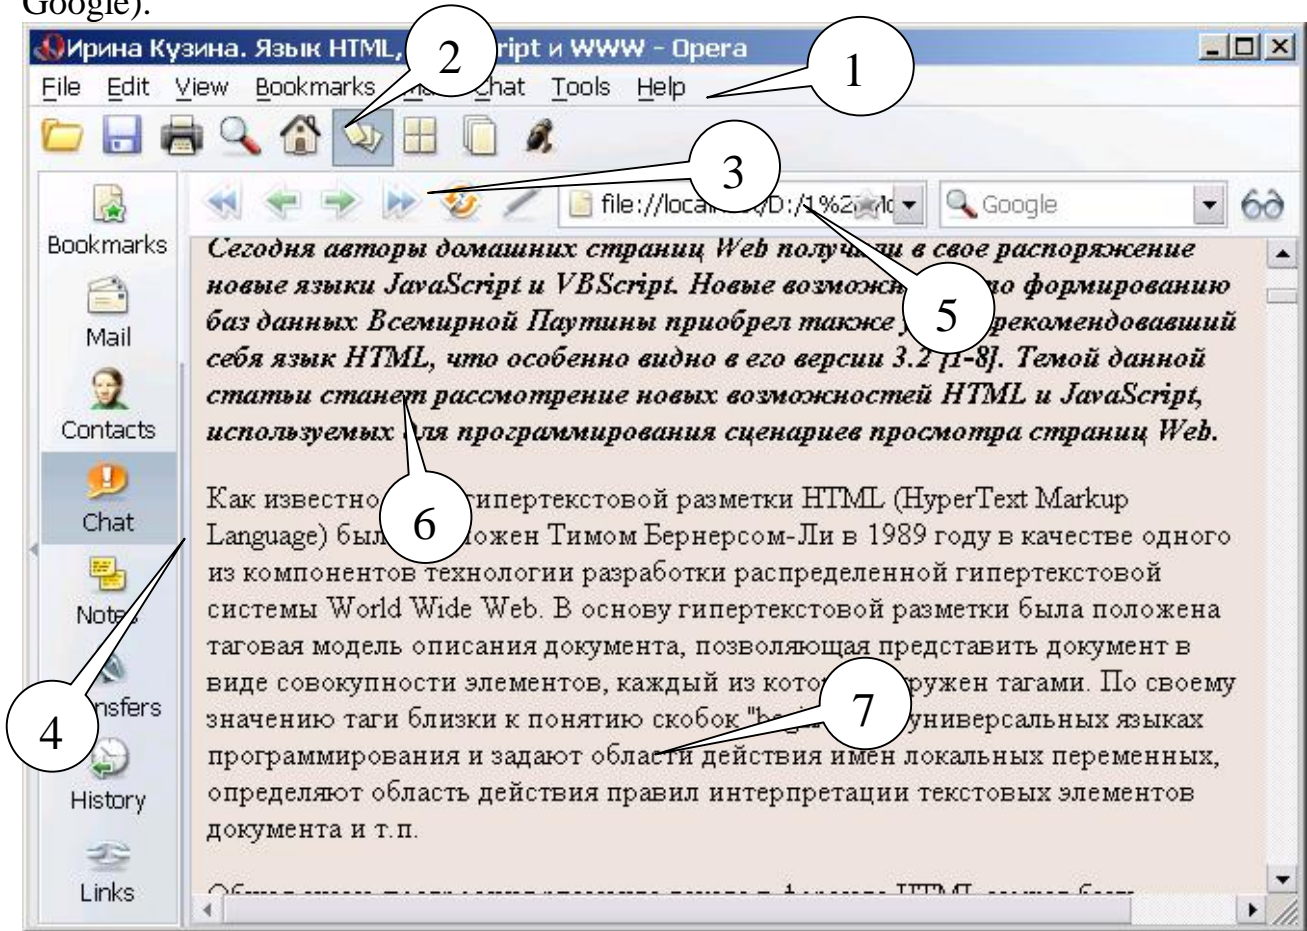 Google).
Ирина Кузина. Язык HTML, ript и WWW - Opera
2
1
File Edit View Bookmarks Chat Tools Help
3
file://local /D:/1%2 Google
Bookmarks
Mail
Contacts
Chat
Notes
nsfers
History
Links
4
Сегодня авторы домашних страниц Web получили в свое распоряжение
новые языки JavaScript и VBScript. Новые возможн по формированию
баз данных Всемирной Паутины приобрел также рекомендовавший
себя язык HTML, что особенно видно в его версии 3.2 [1-8]. Темой данной
статьи станет рассмотрение новых возможностей HTML и JavaScript,
используемых для программирования сценариев просмотра страниц Web.
5
6
Как известно гипертекстовой разметки HTML (HyperText Markup
Language) был ложен Тимом Бернерсом-Ли в 1989 году в качестве одного
из компонентов технологии разработки распределенной гипертекстовой
системы World Wide Web. В основу гипертекстовой разметки была положена
таговая модель описания документа, позволяющая представить документ в
виде совокупности элементов, каждый из кото ружен тагами. По своему
значению таги близки к понятию скобок универсальных языках
программирования и задают области действия имен локальных переменных,
определяют область действия правил интерпретации текстовых элементов
документа и т.п.
7